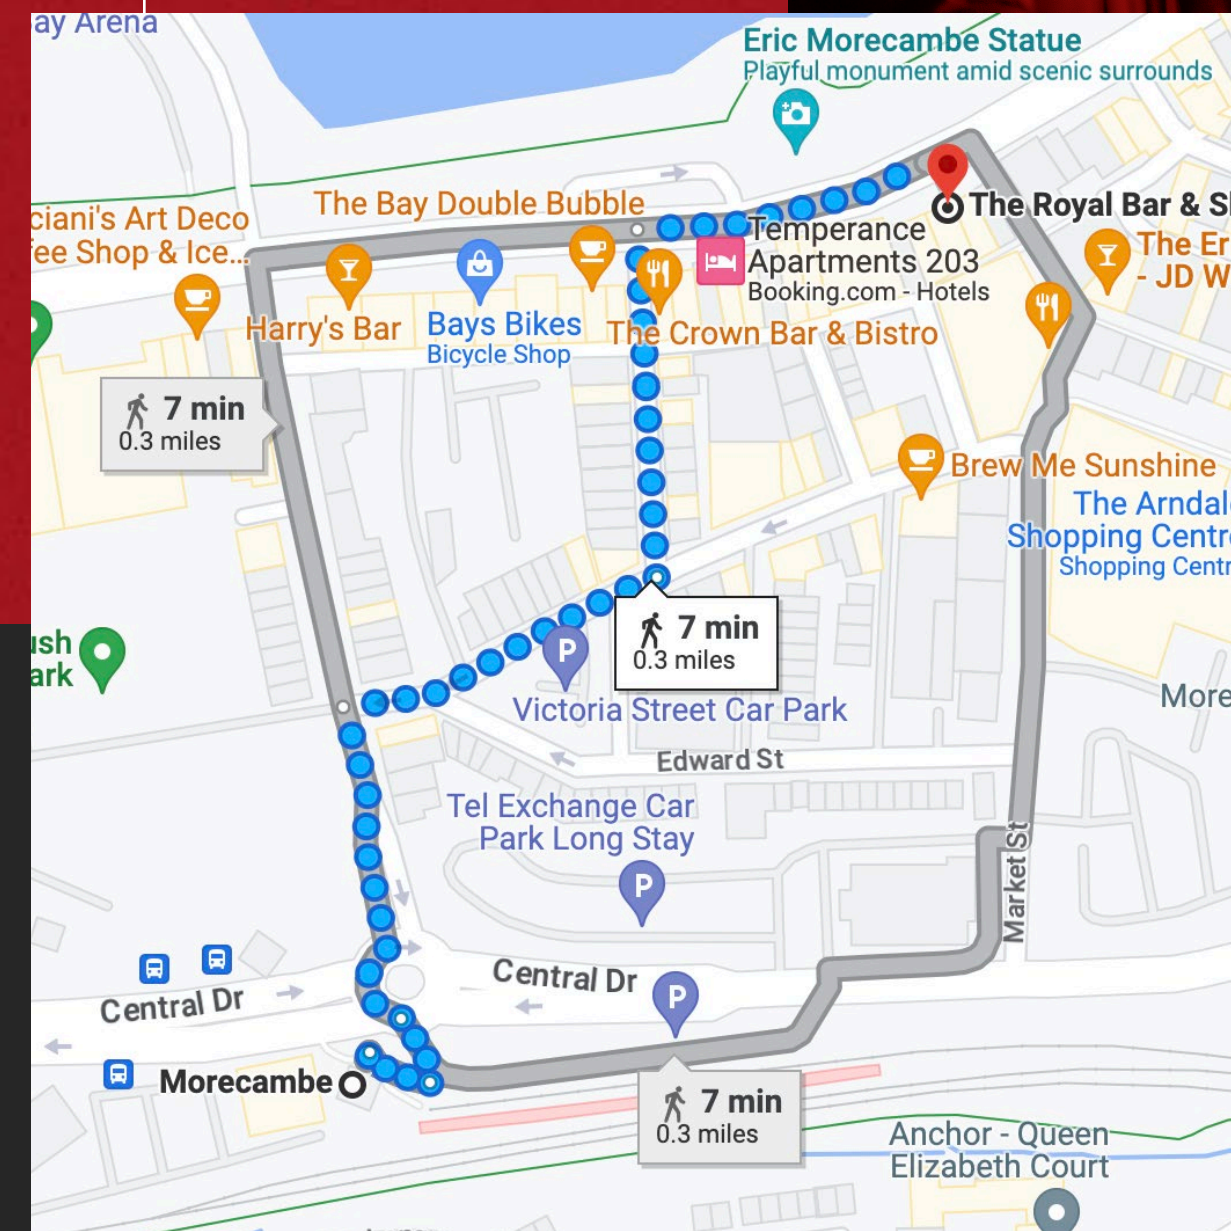 ay Arena
Eric Morecambe Statue
Playful monument amid scenic surrounds
ciani's Art Deco
ee Shop & Ice...
The Bay Double Bubble
The Royal Bar & S
Temperance
Apartments 203
Booking.com - Hotels
The Er
- JD W
Harry's Bar
Bays Bikes
Bicycle Shop
The Crown Bar & Bistro
7 min
0.3 miles
Brew Me Sunshine
The Arndal
Shopping Centr
Shopping Centr
7 min
0.3 miles
ush
ark
P
Victoria Street Car Park
More
Edward St
Tel Exchange Car
Park Long Stay
P
Market St
Central Dr
Central Dr
P
Morecambe
7 min
0.3 miles
Anchor - Queen
Elizabeth Court